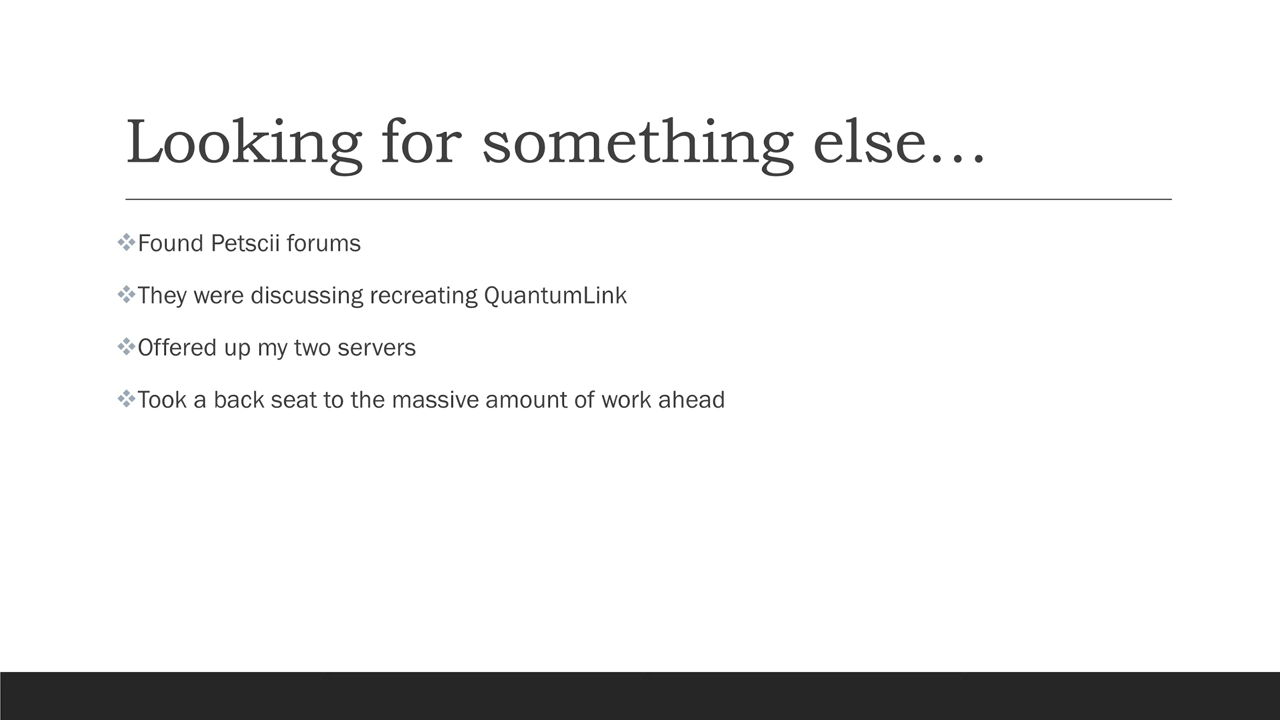 Looking for something else…
❖Found Petscii forums
❖They were discussing recreating QuantumLink
❖Offered up my two servers
❖Took a back seat to the massive amount of work ahead